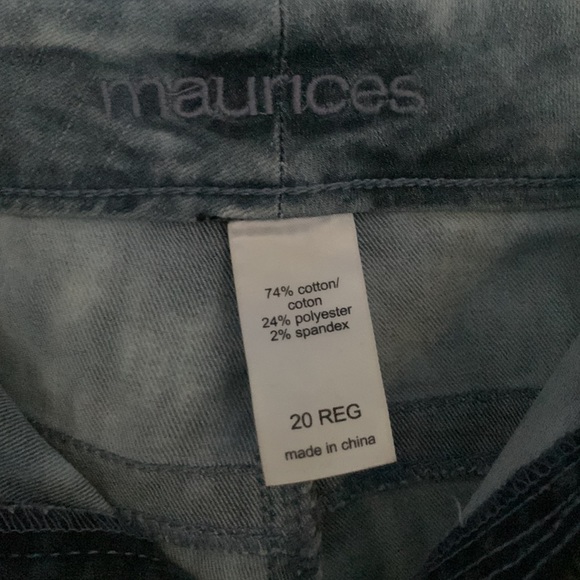 maurices
74% cotton/
coton
24% polyester
2% spandex
20 REG
made in china